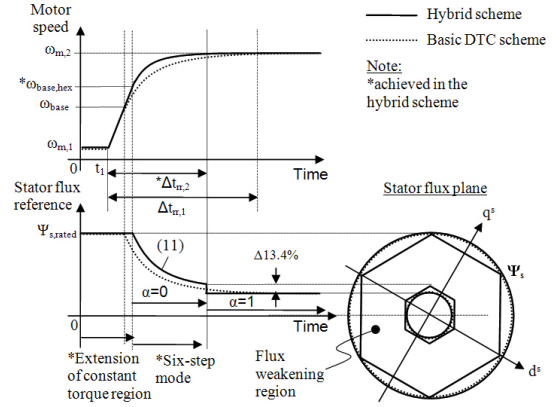 Motor
speed
Hybrid scheme
Basic DTC scheme
Note:
*achieved in the
hybrid scheme
ω_m,2
*ω_base,hex
ω_base
ω_m,1
0
t_1
*Δt_rr,2
Time
Δt_rr,1
Stator flux
reference
Stator flux plane
Ψ_s,rated
(11)
Δ13.4%
α=0
α=1
0
Time
*Extension
of constant
torque region
*Six-step
mode
Flux
weakening
region
q^s
Ψ_s
d^s